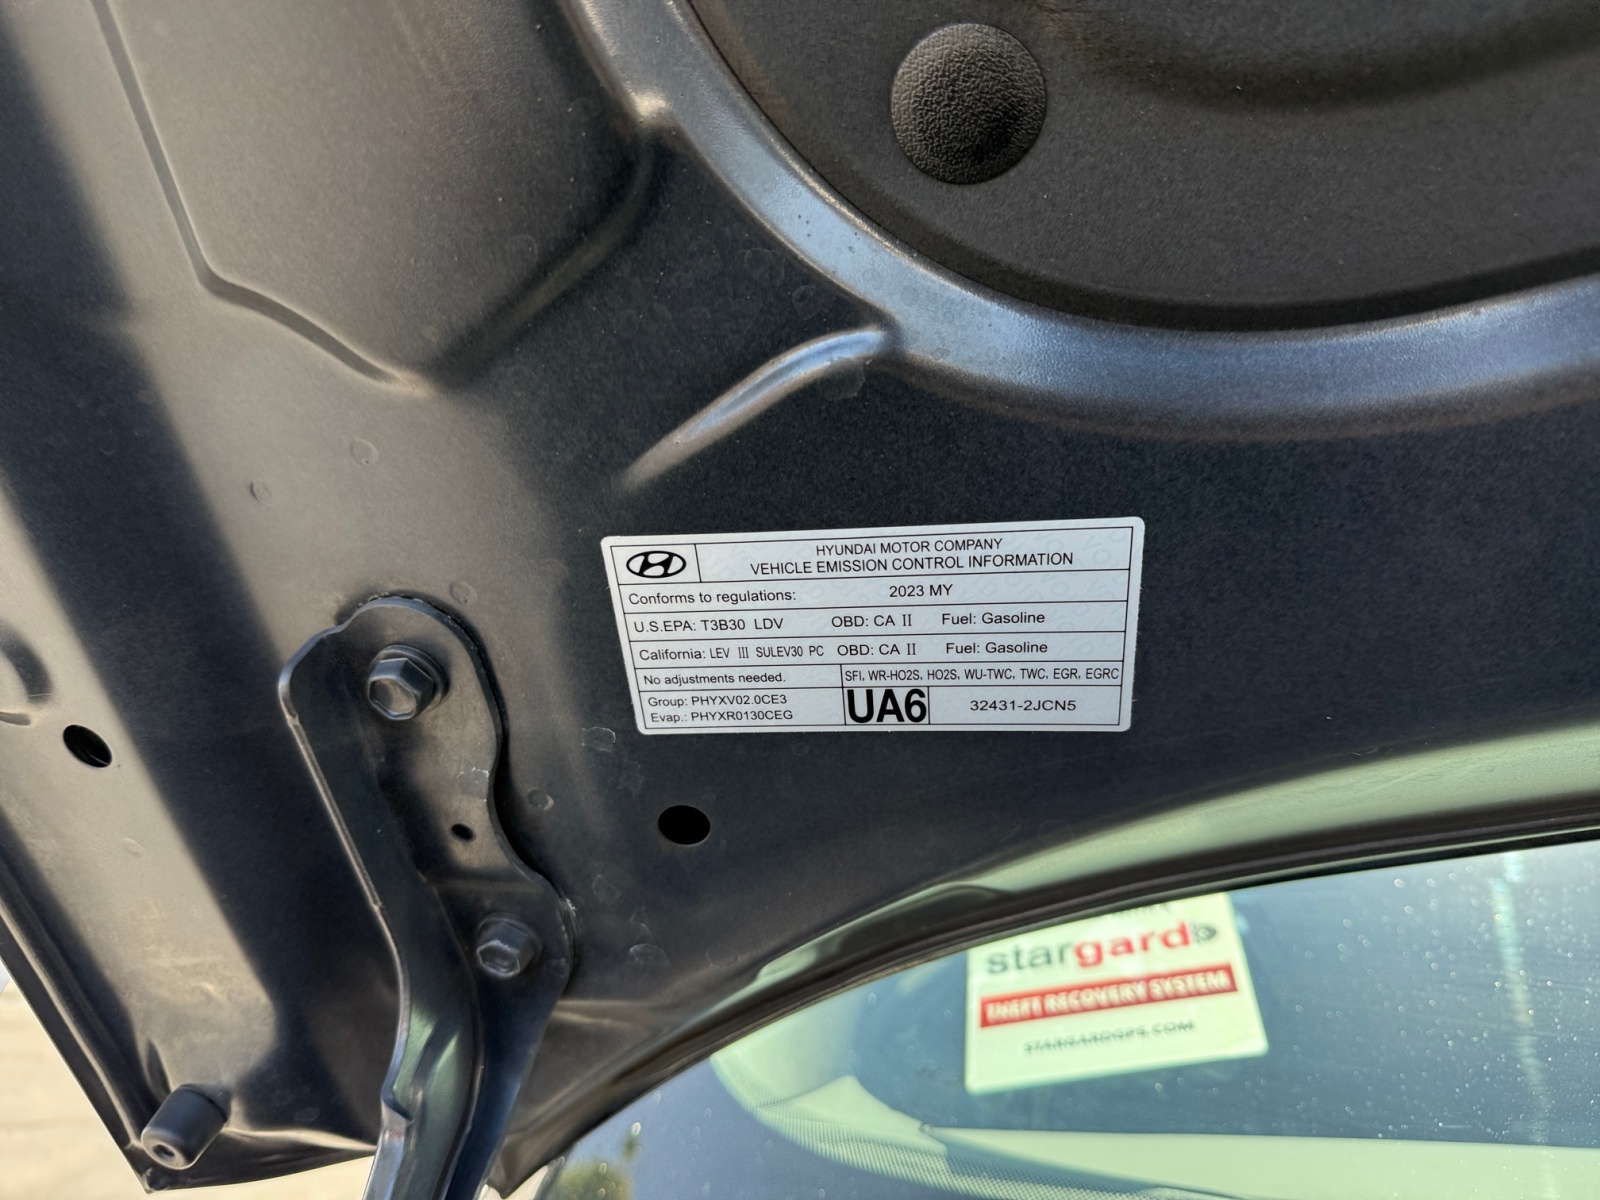 HYUNDAI MOTOR COMPANY
VEHICLE EMISSION CONTROL INFORMATION
Conforms to regulations: 2023 MY
U.S.EPA: T3B30 LDV OBD: CA II Fuel: Gasoline
California: LEV III SULEV30 PC OBD: CA II Fuel: Gasoline
No adjustments needed. SFI, WR-HO2S, HO2S, WU-TWC, TWC, EGR, EGRC
Group: PHYXV02.0CE3
Evap.: PHYXR0130CEG
UA6
32431-2JCN5
stargard
THEFT RECOVERY SYSTEM
STARGARDGPS.COM